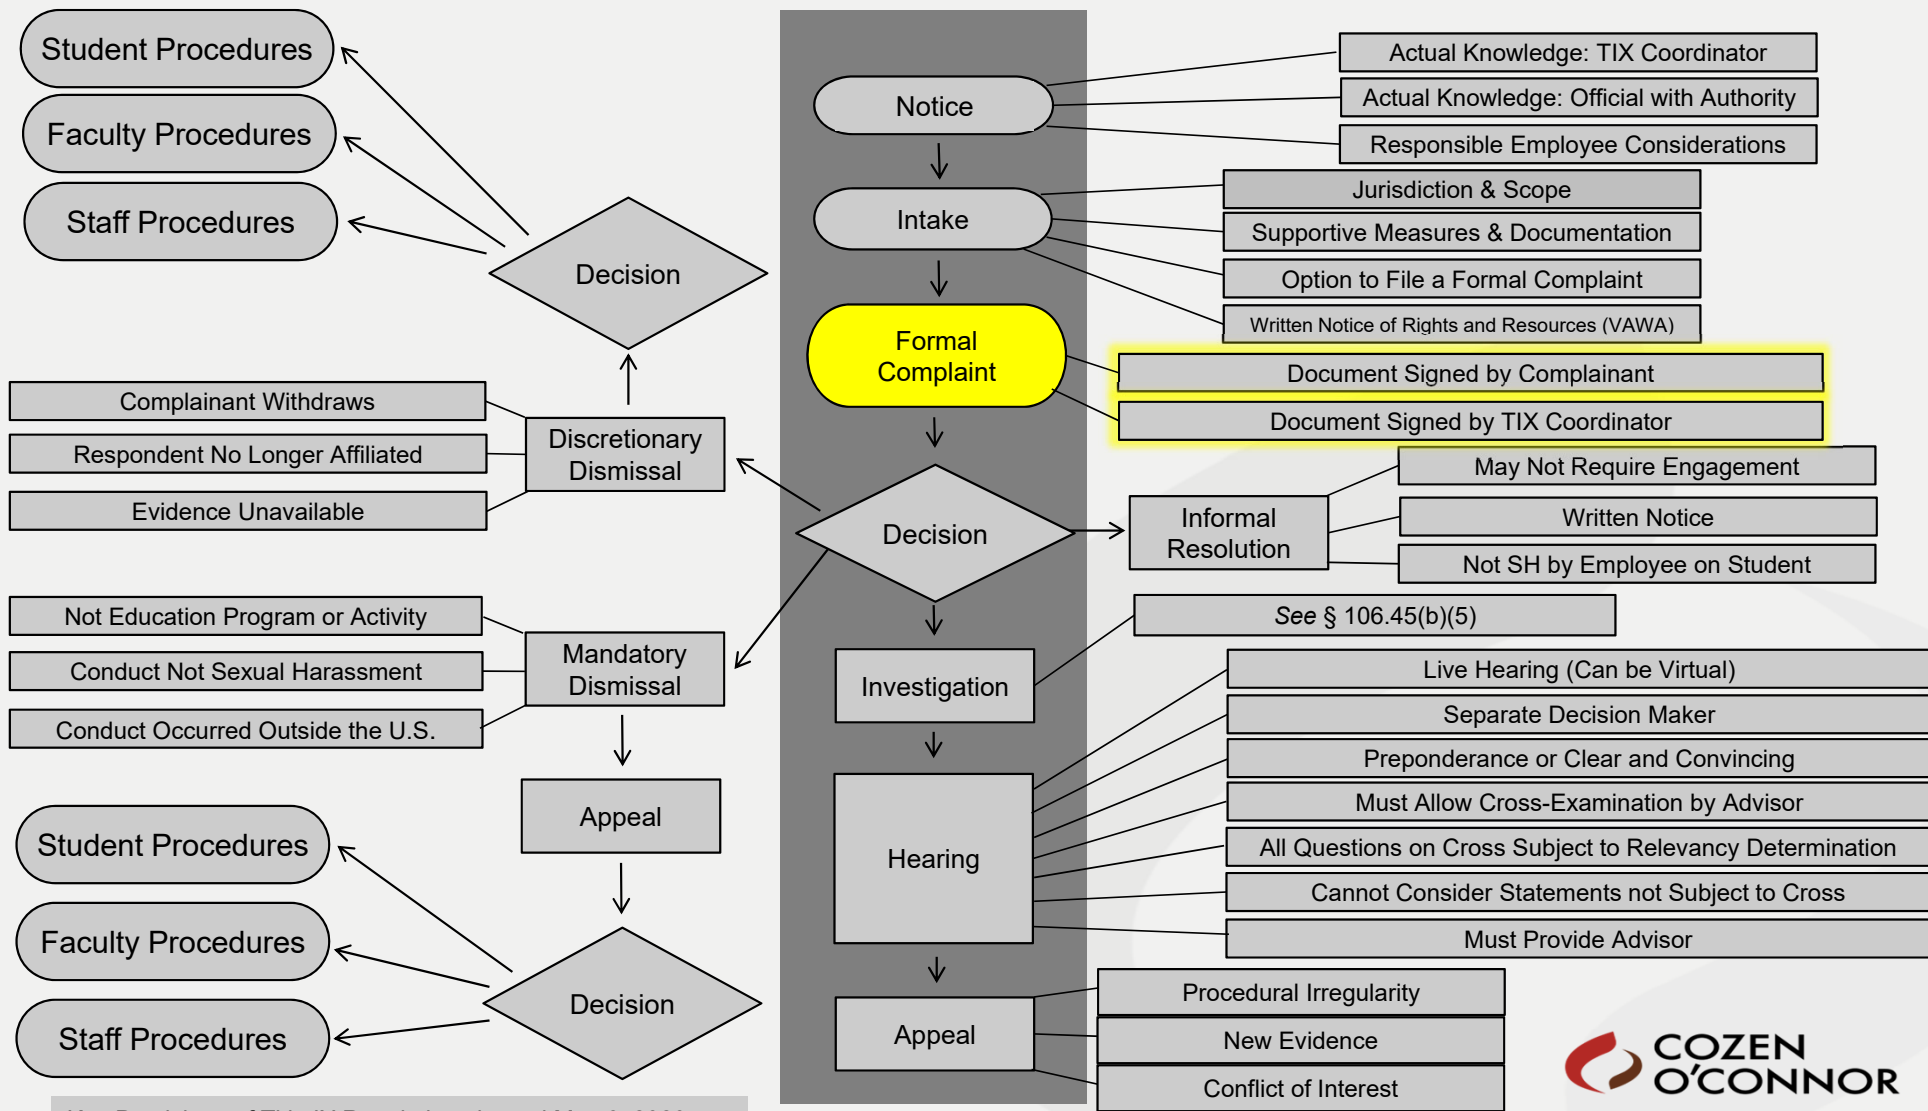 Student Procedures
Faculty Procedures
Staff Procedures
Decision
Complainant Withdraws
Respondent No Longer Affiliated
Evidence Unavailable
Discretionary
Dismissal
Not Education Program or Activity
Conduct Not Sexual Harassment
Conduct Occurred Outside the U.S.
Mandatory
Dismissal
Appeal
Student Procedures
Faculty Procedures
Staff Procedures
Decision
Notice
Actual Knowledge: TIX Coordinator
Actual Knowledge: Official with Authority
Responsible Employee Considerations
Intake
Jurisdiction & Scope
Supportive Measures & Documentation
Option to File a Formal Complaint
Written Notice of Rights and Resources (VAWA)
Formal
Complaint
Document Signed by Complainant
Document Signed by TIX Coordinator
Decision
Informal
Resolution
May Not Require Engagement
Written Notice
Not SH by Employee on Student
Investigation
See § 106.45(b)(5)
Hearing
Live Hearing (Can be Virtual)
Separate Decision Maker
Preponderance or Clear and Convincing
Must Allow Cross-Examination by Advisor
All Questions on Cross Subject to Relevancy Determination
Cannot Consider Statements not Subject to Cross
Must Provide Advisor
Appeal
Procedural Irregularity
New Evidence
Conflict of Interest
COZEN
O'CONNOR